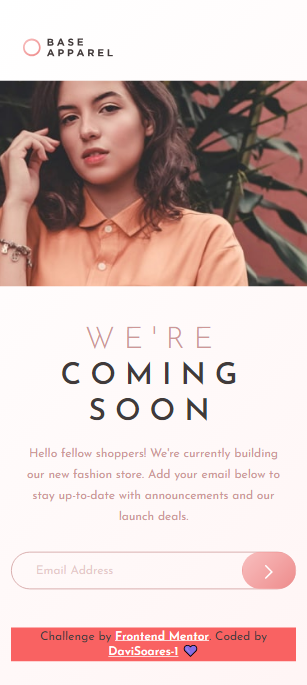 BASE
APPAREL
WE'RE
COMING
SOON
Hello fellow shoppers! We're currently building
our new fashion store. Add your email below to
stay up-to-date with announcements and our
launch deals.
Email Address
Challenge by Frontend Mentor. Coded by
DaviSoares-1 💜